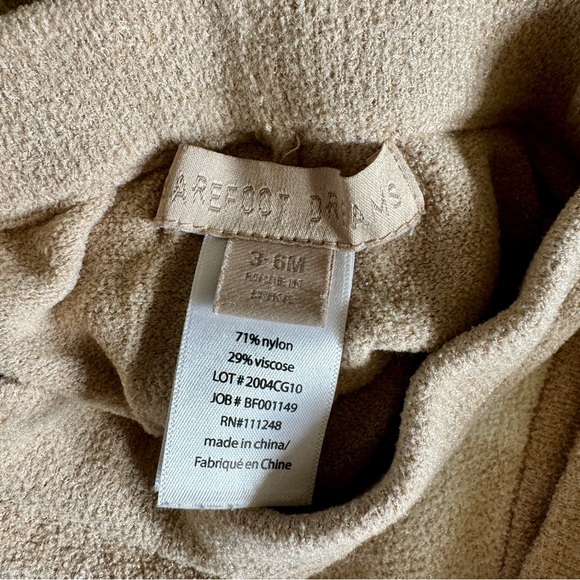 AREFOOT DREAMS
3-6M
71% nylon
29% viscose
LOT # 2004CG10
JOB # BF001149
RN#111248
made in china/
Fabriqué en Chine